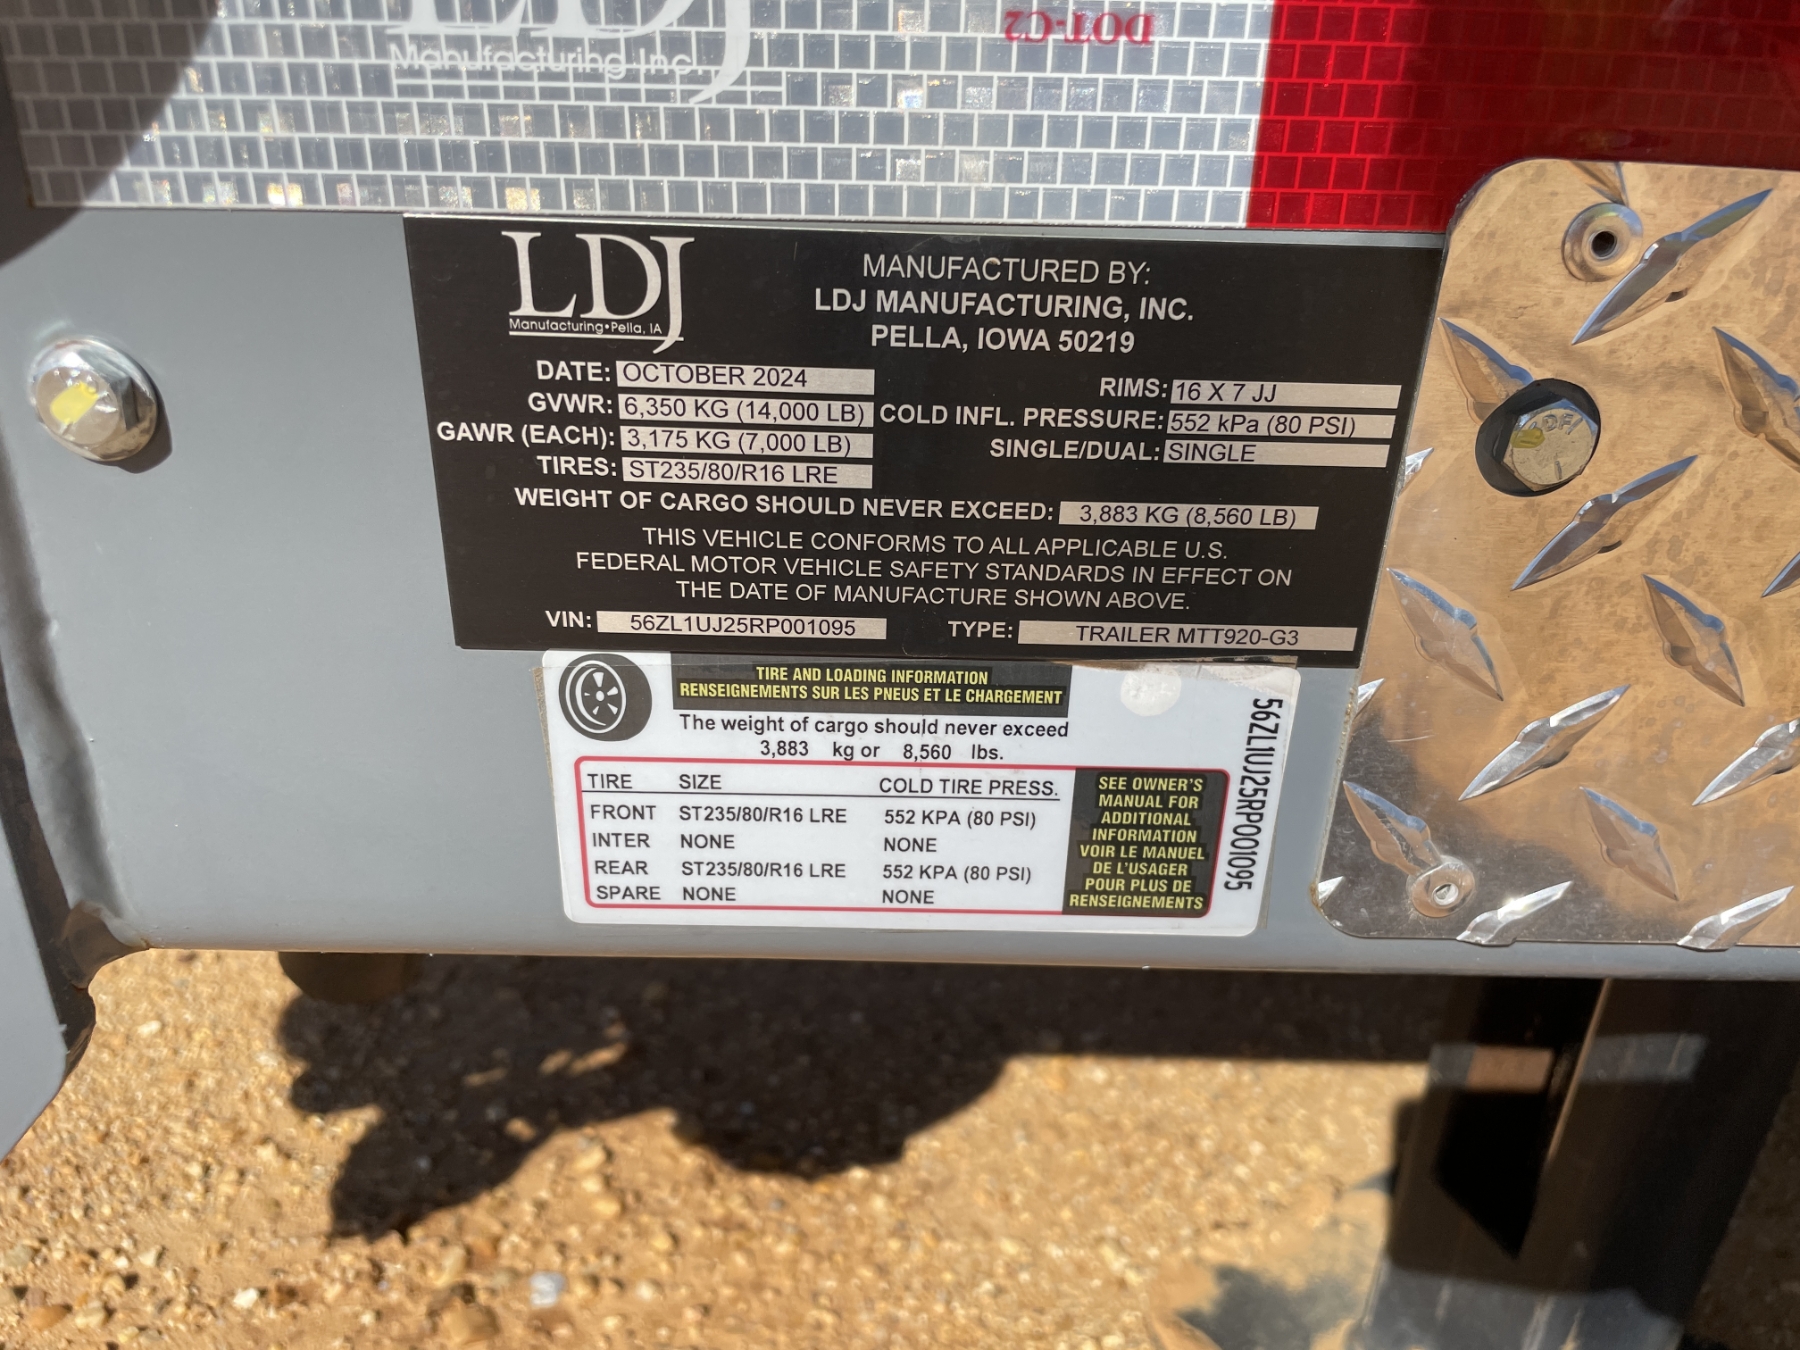 LDJ
Manufacturing Inc.
DOT-C2
LDJ
Manufacturing•Pella, IA
MANUFACTURED BY:
LDJ MANUFACTURING, INC.
PELLA, IOWA 50219
DATE: OCTOBER 2024
RIMS: 16 X 7 JJ
GVWR: 6,350 KG (14,000 LB)
COLD INFL. PRESSURE: 552 kPa (80 PSI)
GAWR (EACH): 3,175 KG (7,000 LB)
SINGLE/DUAL: SINGLE
TIRES: ST235/80/R16 LRE
WEIGHT OF CARGO SHOULD NEVER EXCEED: 3,883 KG (8,560 LB)
THIS VEHICLE CONFORMS TO ALL APPLICABLE U.S.
FEDERAL MOTOR VEHICLE SAFETY STANDARDS IN EFFECT ON
THE DATE OF MANUFACTURE SHOWN ABOVE.
VIN: 56ZL1UJ25RP001095 TYPE: TRAILER MTT920-G3
TIRE AND LOADING INFORMATION
RENSEIGNEMENTS SUR LES PNEUS ET LE CHARGEMENT
The weight of cargo should never exceed
3,883 kg or 8,560 lbs.
TIRE SIZE COLD TIRE PRESS.
FRONT ST235/80/R16 LRE 552 KPA (80 PSI)
INTER NONE NONE
REAR ST235/80/R16 LRE 552 KPA (80 PSI)
SPARE NONE NONE
SEE OWNER'S
MANUAL FOR
ADDITIONAL
INFORMATION
VOIR LE MANUEL
DE L'USAGER
POUR PLUS DE
RENSEIGNEMENTS
56ZL1UJ25RP001095